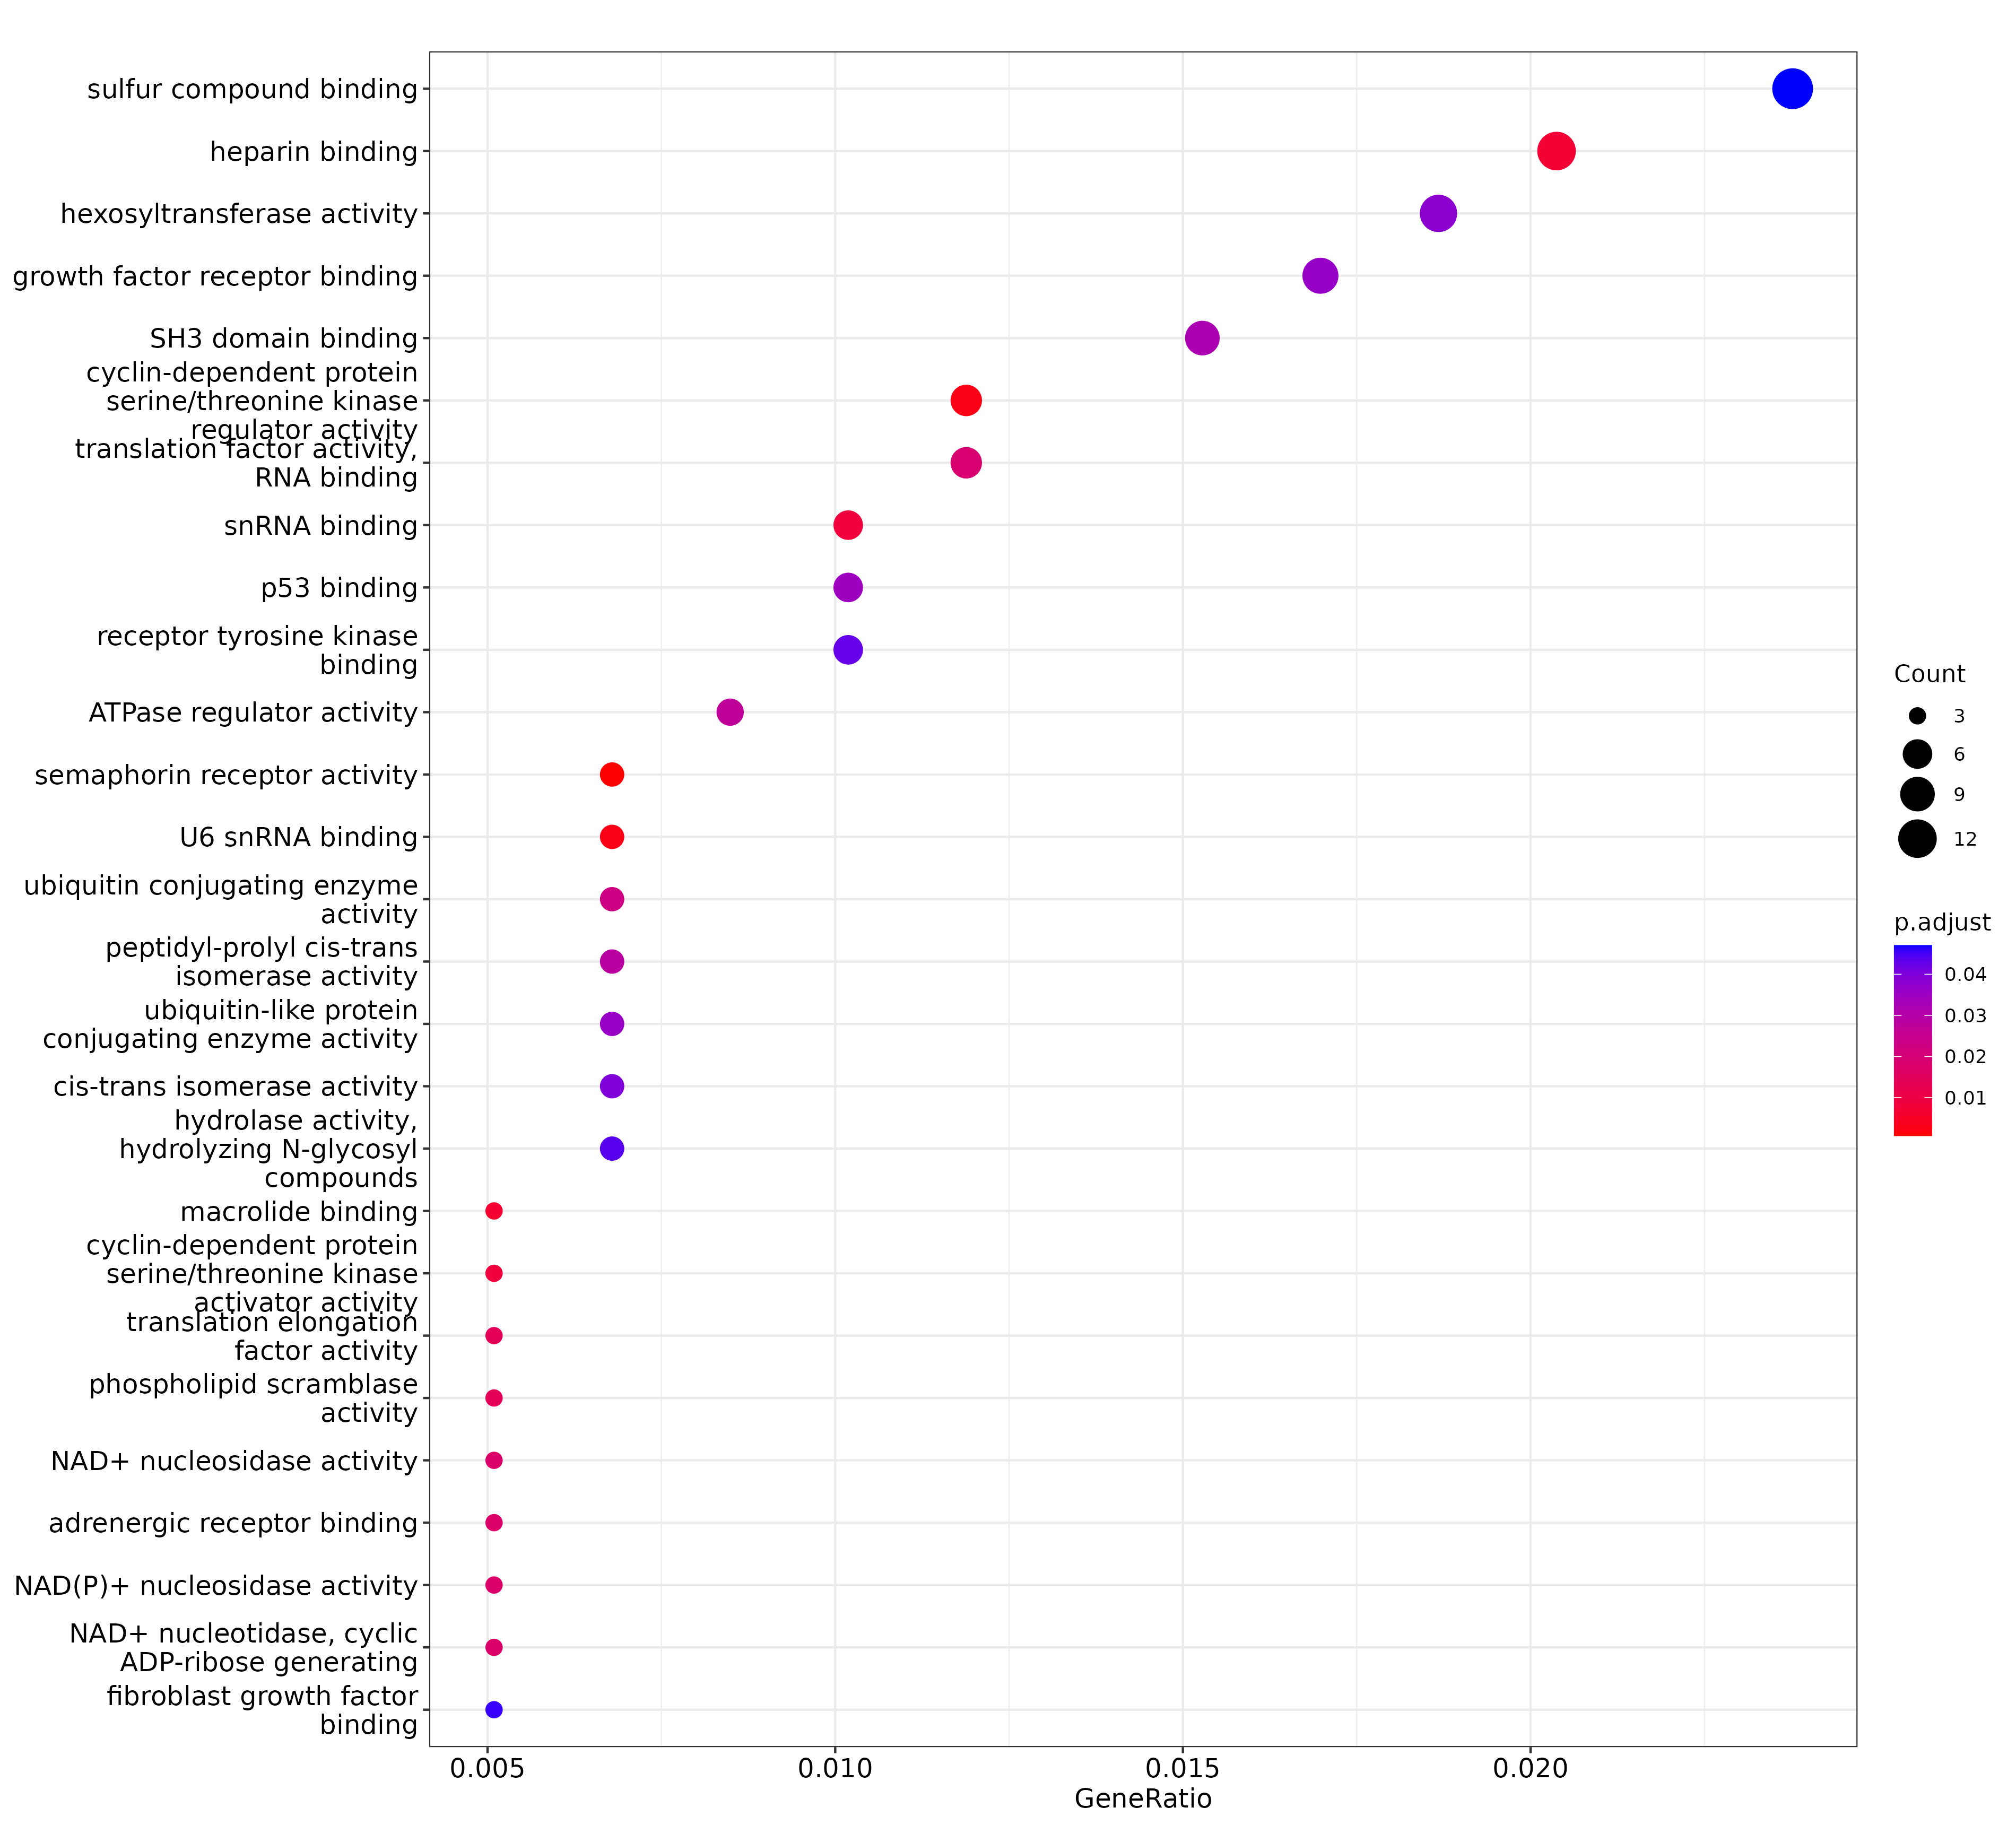 sulfur compound binding
heparin binding
hexosyltransferase activity
growth factor receptor binding
SH3 domain binding
cyclin-dependent protein
serine/threonine kinase
regulator activity
translation factor activity,
RNA binding
snRNA binding
p53 binding
receptor tyrosine kinase
binding
ATPase regulator activity
semaphorin receptor activity
U6 snRNA binding
ubiquitin conjugating enzyme
activity
peptidyl-prolyl cis-trans
isomerase activity
ubiquitin-like protein
conjugating enzyme activity
cis-trans isomerase activity
hydrolase activity,
hydrolyzing N-glycosyl
compounds
macrolide binding
cyclin-dependent protein
serine/threonine kinase
activator activity
translation elongation
factor activity
phospholipid scramblase
activity
NAD+ nucleosidase activity
adrenergic receptor binding
NAD(P)+ nucleosidase activity
NAD+ nucleotidase, cyclic
ADP-ribose generating
fibroblast growth factor
binding
0.005 0.010 0.015 0.020
GeneRatio
Count
3
6
9
12
p.adjust
0.04
0.03
0.02
0.01